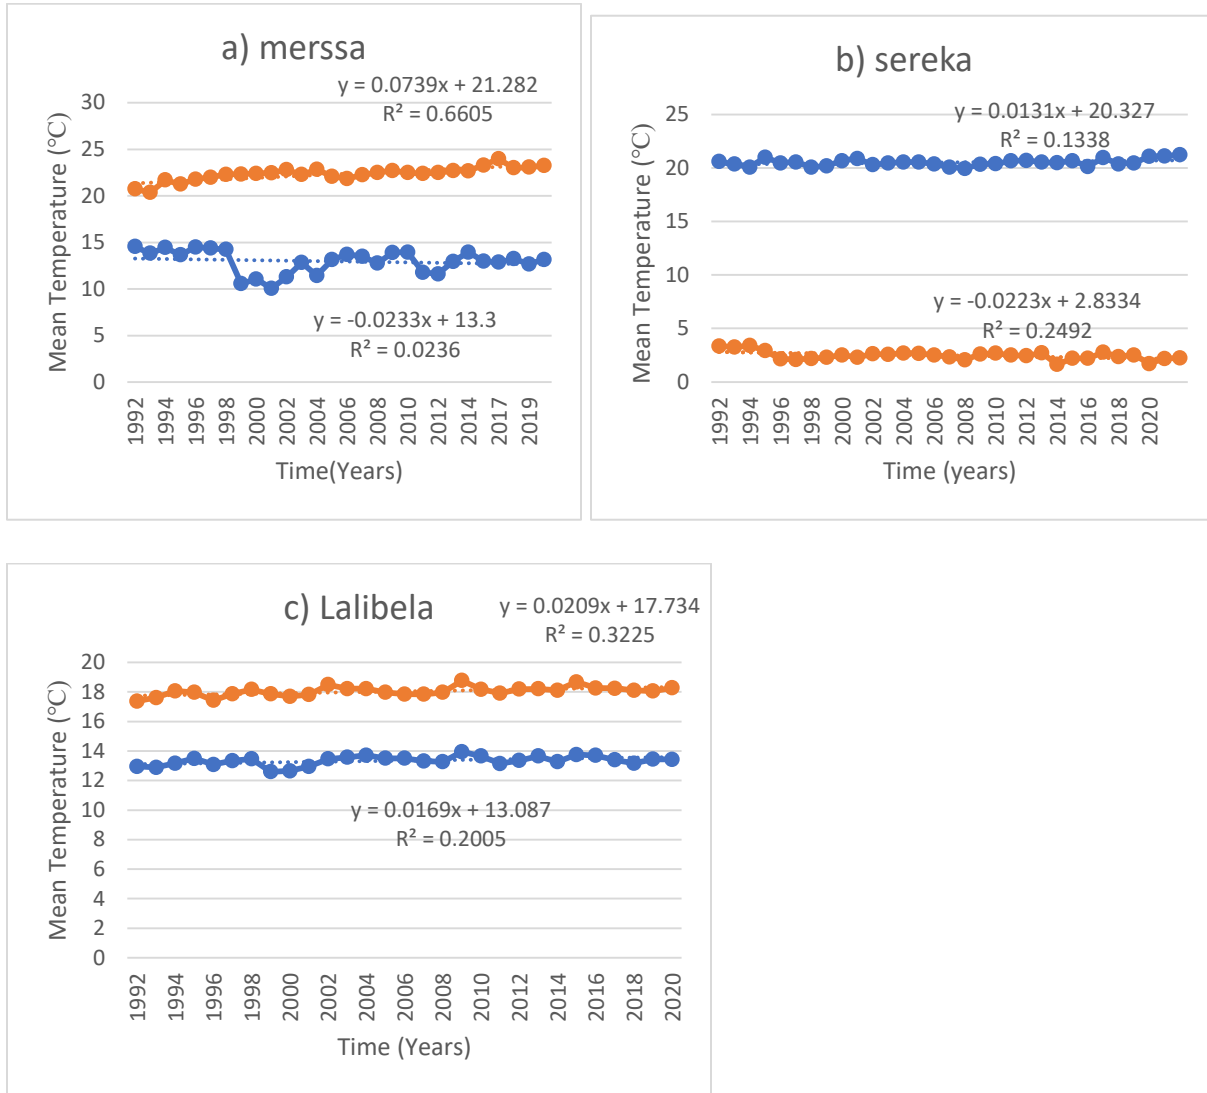 a) merssa
y = 0.0739x + 21.282
R² = 0.6605
Mean Temperature (°C)
30
25
20
15
10
5
0
y = -0.0233x + 13.3
R² = 0.0236
1992 1994 1996 1998 2000 2002 2004 2006 2008 2010 2012 2014 2017 2019
Time(Years)
b) sereka
y = 0.0131x + 20.327
R² = 0.1338
Mean Temperature (°C)
25
20
15
10
5
0
y = -0.0223x + 2.8334
R² = 0.2492
1992 1994 1996 1998 2000 2002 2004 2006 2008 2010 2012 2014 2016 2018 2020
Time (years)
c) Lalibela
y = 0.0209x + 17.734
R² = 0.3225
Mean Temperature (°C)
20
18
16
14
12
10
8
6
4
2
0
y = 0.0169x + 13.087
R² = 0.2005
1992 1994 1996 1998 2000 2002 2004 2006 2008 2010 2012 2014 2016 2018 2020
Time (Years)